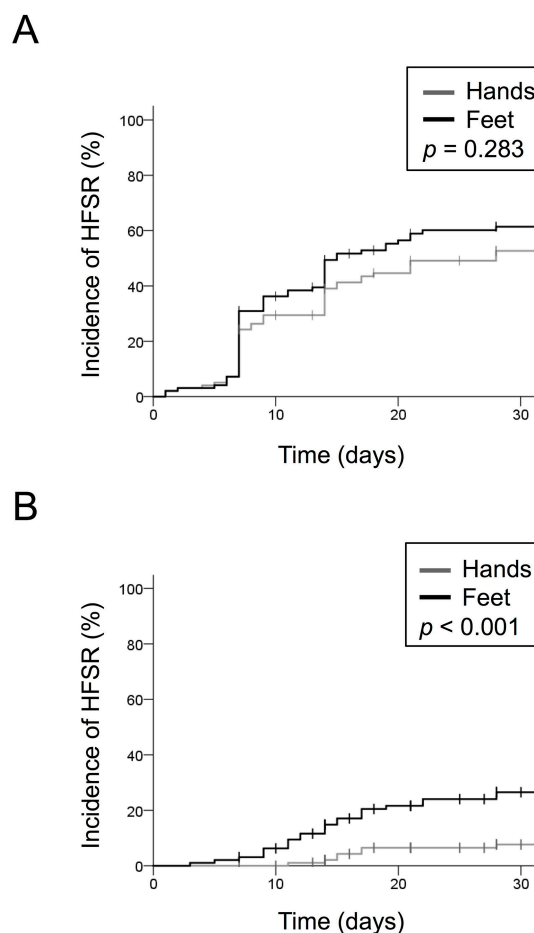 A
Hands
Feet
p = 0.283
100
80
60
40
20
0
Incidence of HFSR (%)
0 10 20 30
Time (days)
B
Hands
Feet
p < 0.001
100
80
60
40
20
0
Incidence of HFSR (%)
0 10 20 30
Time (days)